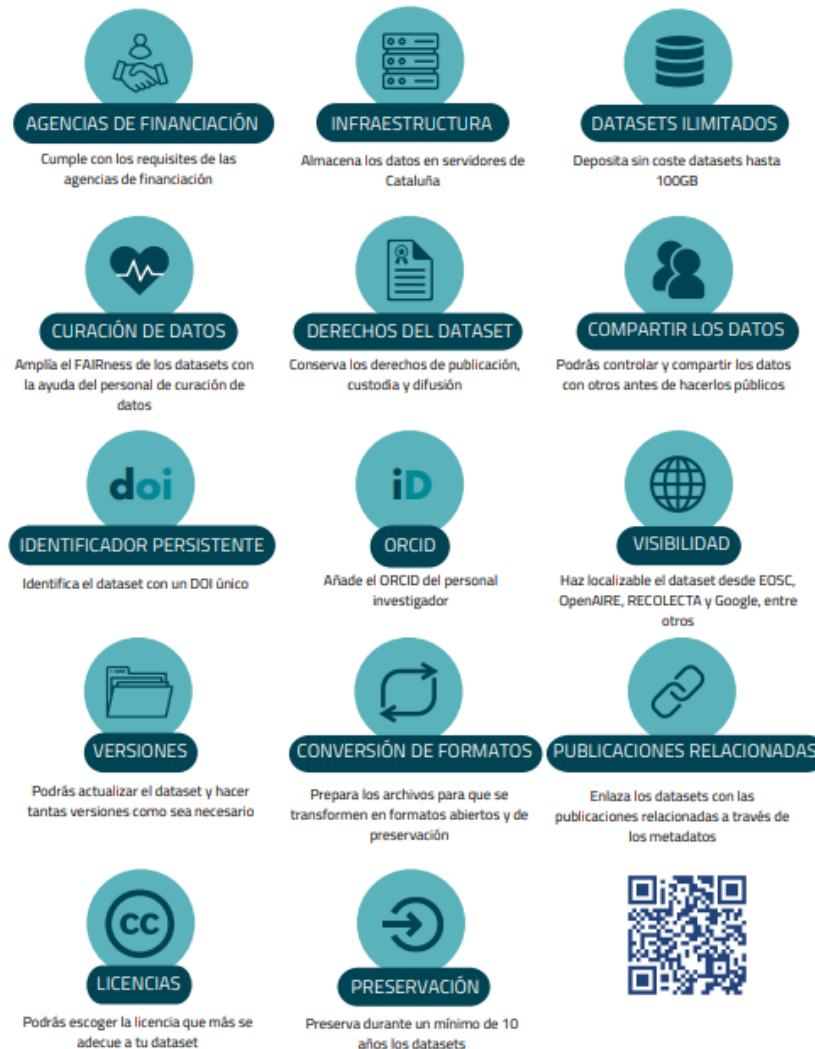 AGENCIAS DE FINANCIACIÓN
Cumple con los requisites de las
agencias de financiación
INFRAESTRUCTURA
Almacena los datos en servidores de
Cataluña
DATASETS ILIMITADOS
Deposita sin coste datasets hasta
100GB
CURACIÓN DE DATOS
Amplía el FAIRness de los datasets con
la ayuda del personal de curación de
datos
DERECHOS DEL DATASET
Conserva los derechos de publicación,
custodia y difusión
COMPARTIR LOS DATOS
Podrás controlar y compartir los datos
con otros antes de hacerlos públicos
doi
IDENTIFICADOR PERSISTENTE
Identifica el dataset con un DOI único
iD
ORCID
Añade el ORCID del personal
investigador
VISIBILIDAD
Haz localizable el dataset desde EOSC,
OpenAIRE, RECOLECTA y Google, entre
otros
VERSIONES
Podrás actualizar el dataset y hacer
tantas versiones como sea necesario
CONVERSIÓN DE FORMATOS
Prepara los archivos para que se
transformen en formatos abiertos y de
preservación
PUBLICACIONES RELACIONADAS
Enlaza los datasets con las
publicaciones relacionadas a través de
los metadatos
cc
LICENCIAS
Podrás escoger la licencia que más se
adecue a tu dataset
PRESERVACIÓN
Preserva durante un mínimo de 10
años los datasets